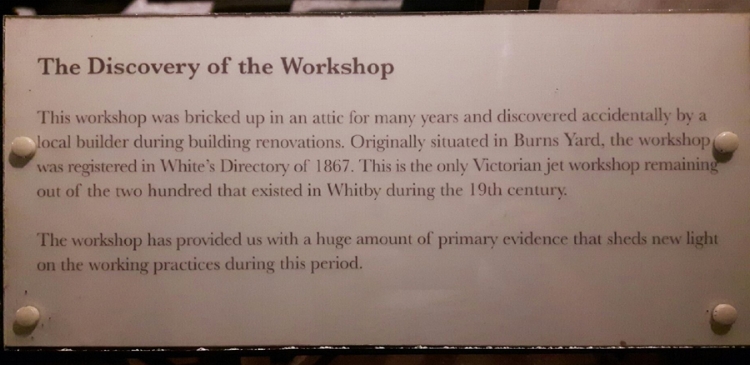 The Discovery of the Workshop
This workshop was bricked up in an attic for many years and discovered accidentally by a
local builder during building renovations. Originally situated in Burns Yard, the workshop
was registered in White's Directory of 1867. This is the only Victorian jet workshop remaining
out of the two hundred that existed in Whitby during the 19th century.
The workshop has provided us with a huge amount of primary evidence that sheds new light
on the working practices during this period.